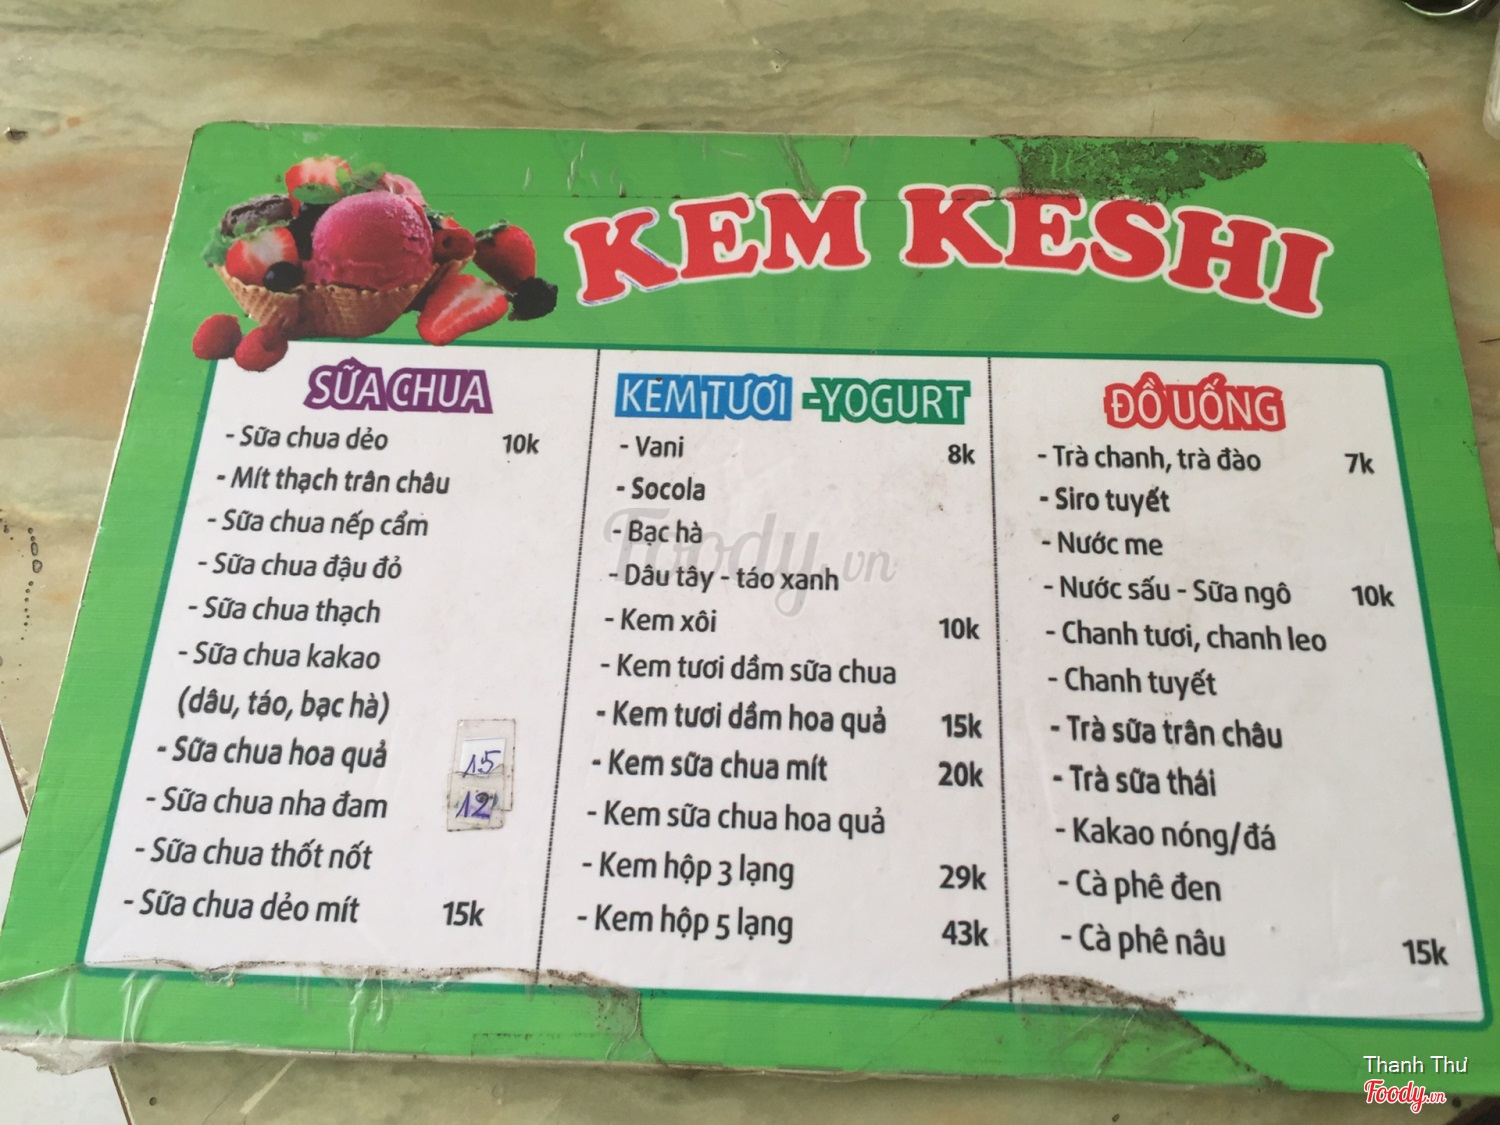 KEM KESHI
SỮA CHUA
- Sữa chua dẻo 10k
- Mít thạch trân châu
- Sữa chua nếp cẩm
- Sữa chua đậu đỏ
- Sữa chua thạch
- Sữa chua kakao
(dâu, táo, bạc hà)
- Sữa chua hoa quả 15
- Sữa chua nha đam 12
- Sữa chua thốt nốt
- Sữa chua dẻo mít 15k
KEM TƯƠI -YOGURT
- Vani 8k
- Socola
- Bạc hà
- Dâu tây - táo xanh
- Kem xôi 10k
- Kem tươi dầm sữa chua
- Kem tươi dầm hoa quả 15k
- Kem sữa chua mít 20k
- Kem sữa chua hoa quả
- Kem hộp 3 lạng 29k
- Kem hộp 5 lạng 43k
ĐỒ UỐNG
- Trà chanh, trà đào 7k
- Siro tuyết
- Nước me
- Nước sấu - Sữa ngô 10k
- Chanh tươi, chanh leo
- Chanh tuyết
- Trà sữa trân châu
- Trà sữa thái
- Kakao nóng/đá
- Cà phê đen
- Cà phê nâu 15k
Foody.vn
Thanh Thư
Foody.vn